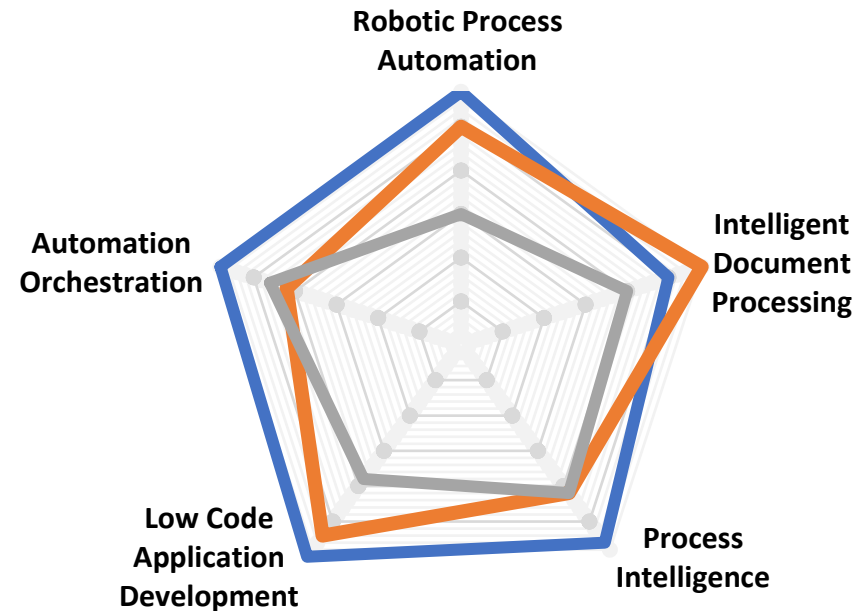 Robotic Process
Automation
Intelligent
Document
Processing
Automation
Orchestration
Low Code
Application
Development
Process
Intelligence